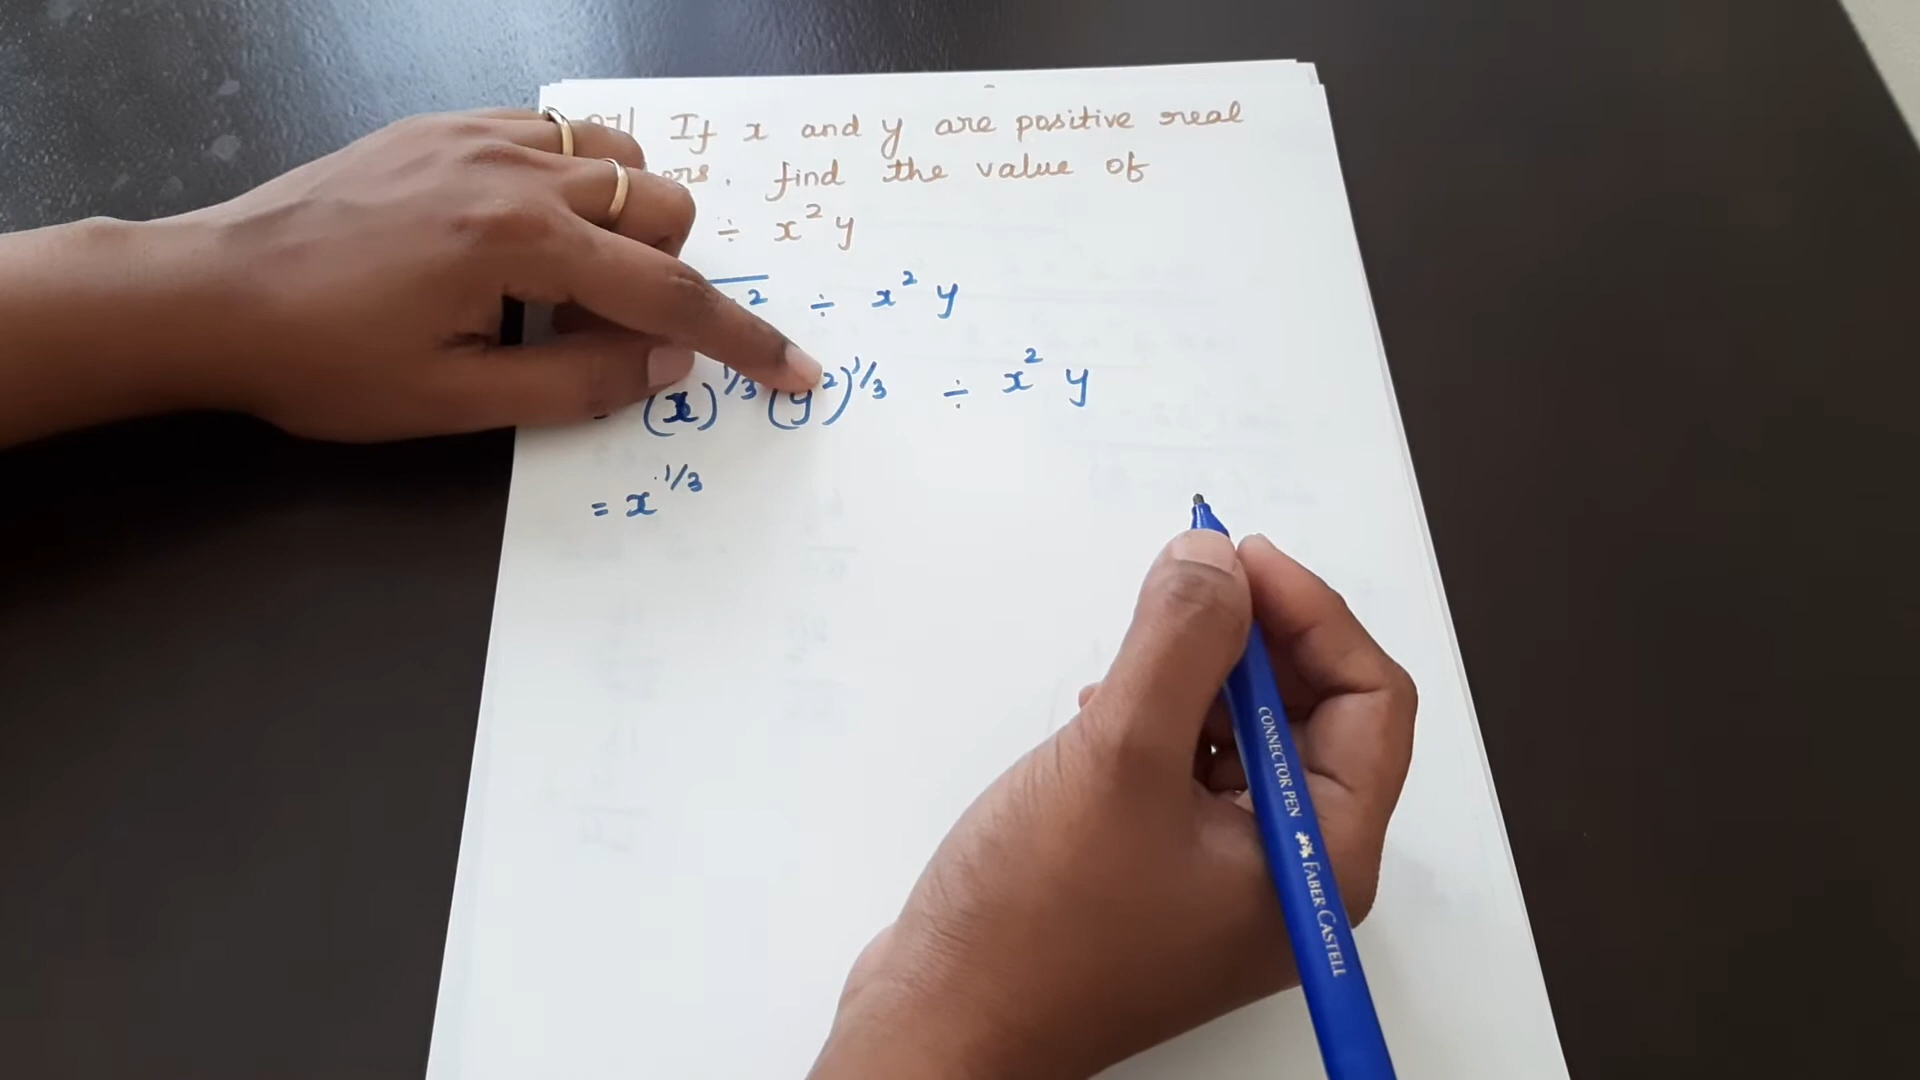 If x and y are positive real
find the value of
÷ x² y
² ÷ x² y
= (x)^1/3 (y²)^1/3 ÷ x² y
= x^1/3
CONNECTOR PEN FABER CASTELL